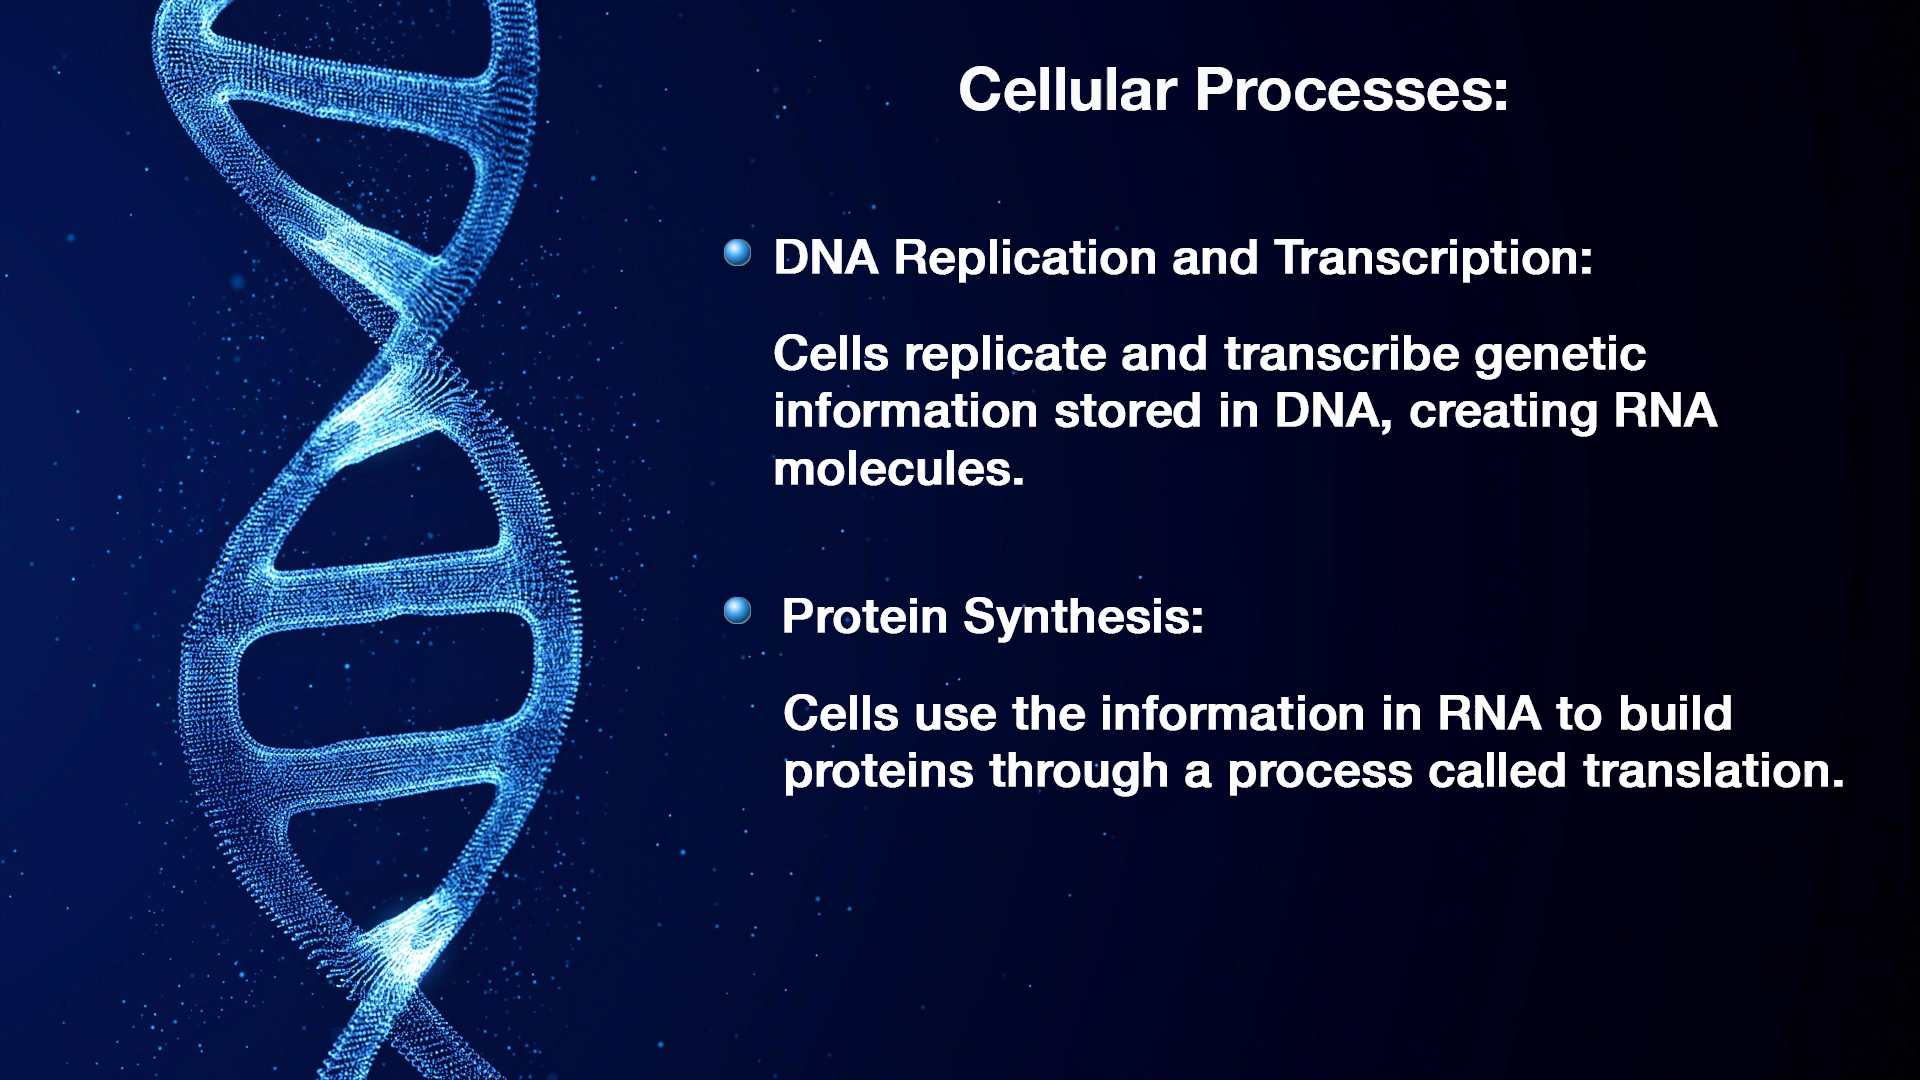 Cellular Processes:
DNA Replication and Transcription:
Cells replicate and transcribe genetic
information stored in DNA, creating RNA
molecules.
Protein Synthesis:
Cells use the information in RNA to build
proteins through a process called translation.